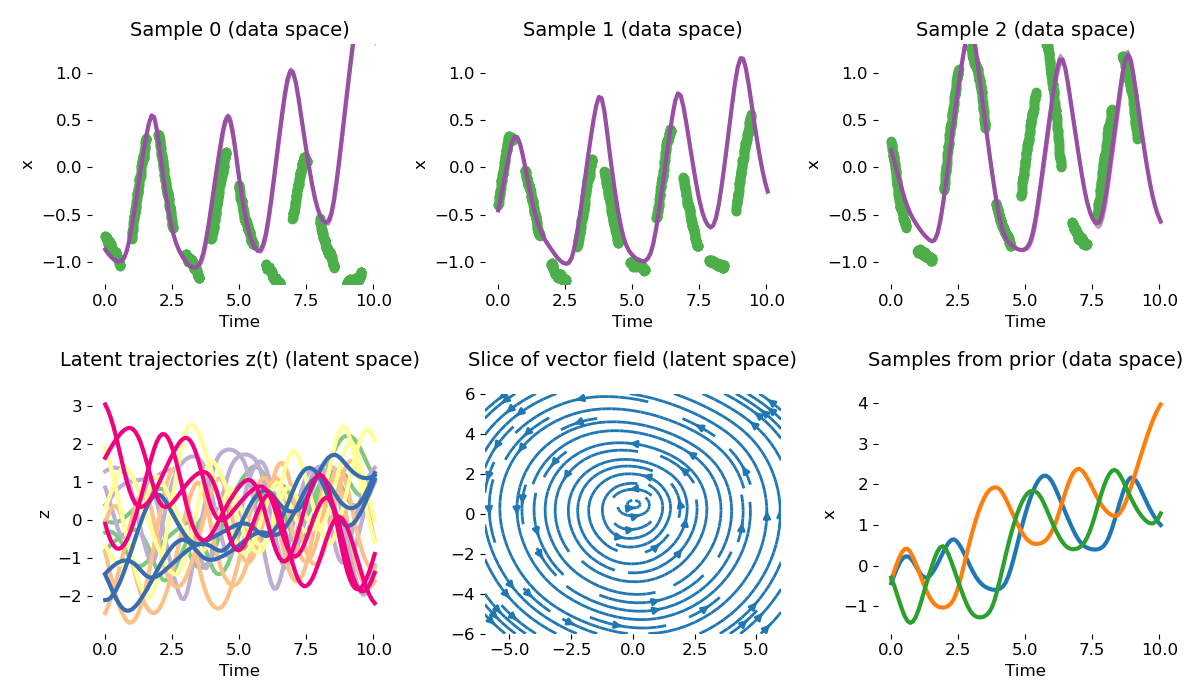 Sample 0 (data space)
Sample 1 (data space)
Sample 2 (data space)
x
1.0
0.5
0.0
−0.5
−1.0
0.0 2.5 5.0 7.5 10.0
Time
x
1.0
0.5
0.0
−0.5
−1.0
0.0 2.5 5.0 7.5 10.0
Time
x
1.0
0.5
0.0
−0.5
−1.0
0.0 2.5 5.0 7.5 10.0
Time
Latent trajectories z(t) (latent space)
Slice of vector field (latent space)
Samples from prior (data space)
z
3
2
1
0
−1
−2
0.0 2.5 5.0 7.5 10.0
Time
6
4
2
0
−2
−4
−6
−5.0 −2.5 0.0 2.5 5.0
x
4
3
2
1
0
−1
0.0 2.5 5.0 7.5 10.0
Time